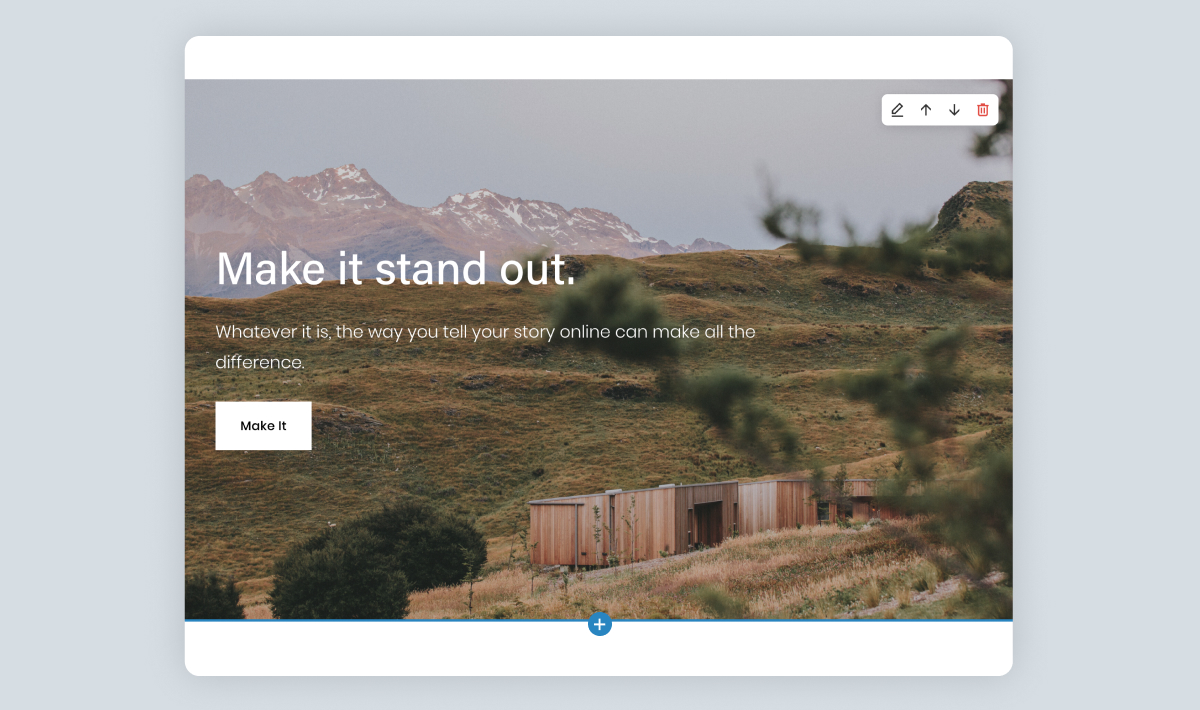 Make it stand out.
Whatever it is, the way you tell your story online can make all the
difference.
Make It